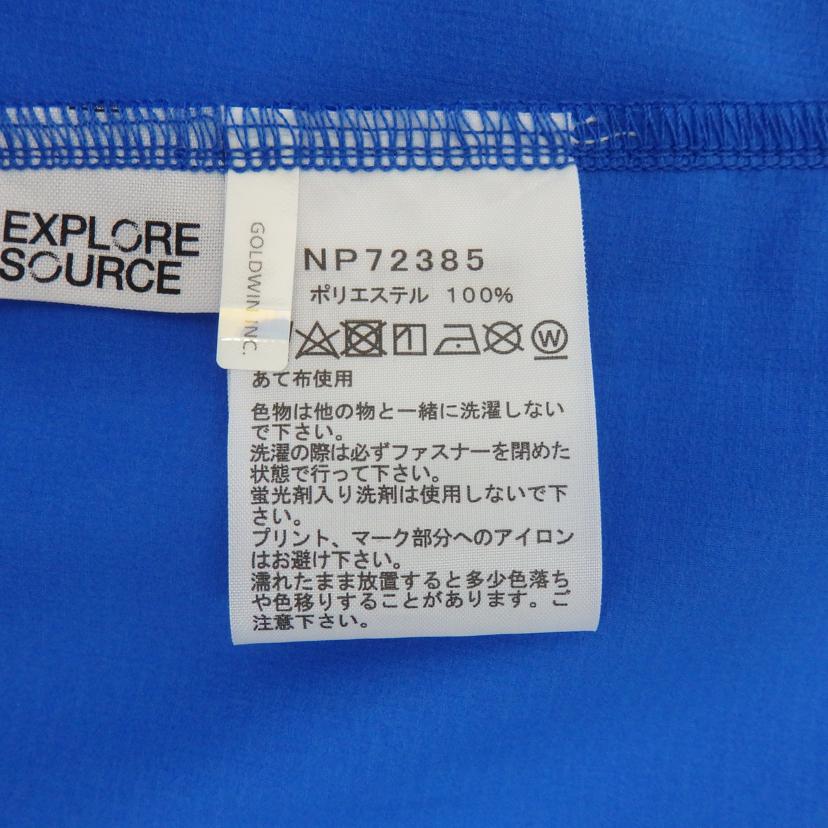 EXPLORE
SOURCE
GOLDWIN INC.
NP72385
ポリエステル 100%
W
あて布使用
色物は他の物と一緒に洗濯しない
で下さい。
洗濯の際は必ずファスナーを閉めた
状態で行って下さい。
蛍光剤入り洗剤は使用しないで下
さい。
プリント、マーク部分へのアイロン
はお避け下さい。
濡れたまま放置すると多少色落ち
や色移りすることがあります。ご
注意下さい。